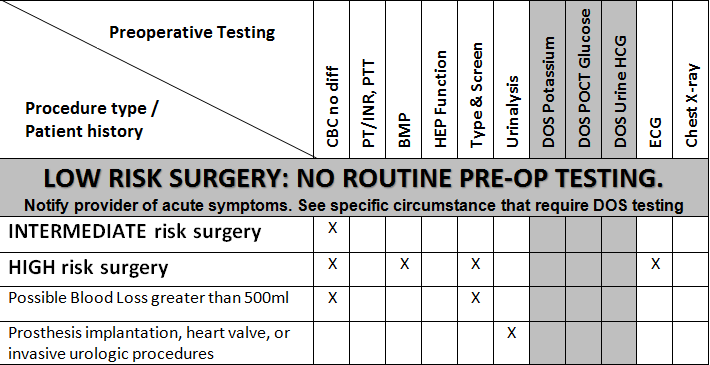 Preoperative Testing
Procedure type /
Patient history
CBC no diff
PT/INR, PTT
BMP
HEP Function
Type & Screen
Urinalysis
DOS Potassium
DOS POCT Glucose
DOS Urine HCG
ECG
Chest X-ray
LOW RISK SURGERY: NO ROUTINE PRE-OP TESTING.
Notify provider of acute symptoms. See specific circumstance that require DOS testing
INTERMEDIATE risk surgery X
HIGH risk surgery X X X X
Possible Blood Loss greater than 500ml X X
Prosthesis implantation, heart valve, or X
invasive urologic procedures